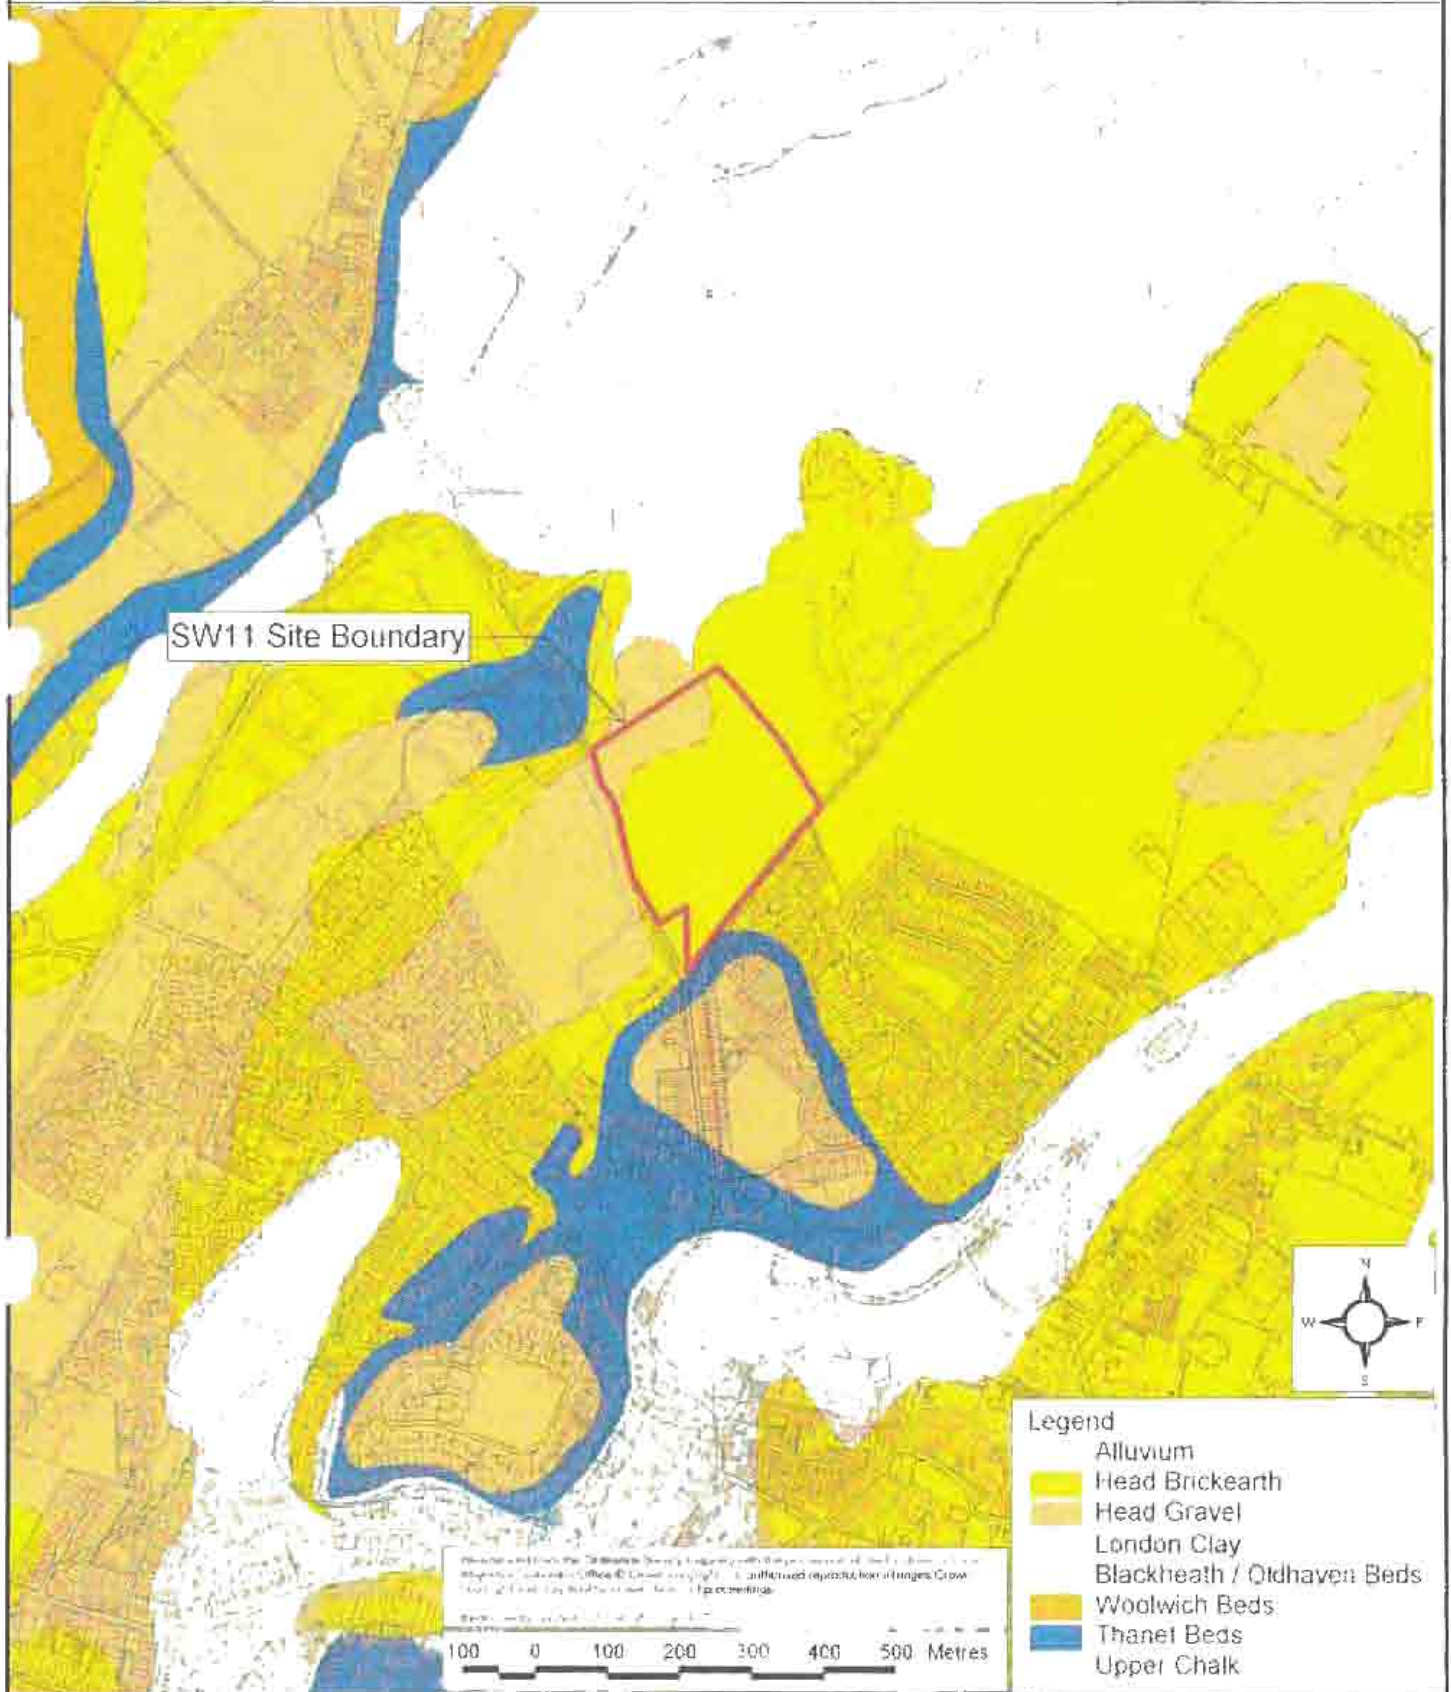 SW11 Site Boundary
N
W
S
Legend
Alluvium
Head Brickearth
Head Gravel
London Clay
Blackheath / Oldhaven Beds
Woolwich Beds
Thanet Beds
Upper Chalk
100 0 100 200 300 400 500 Metres